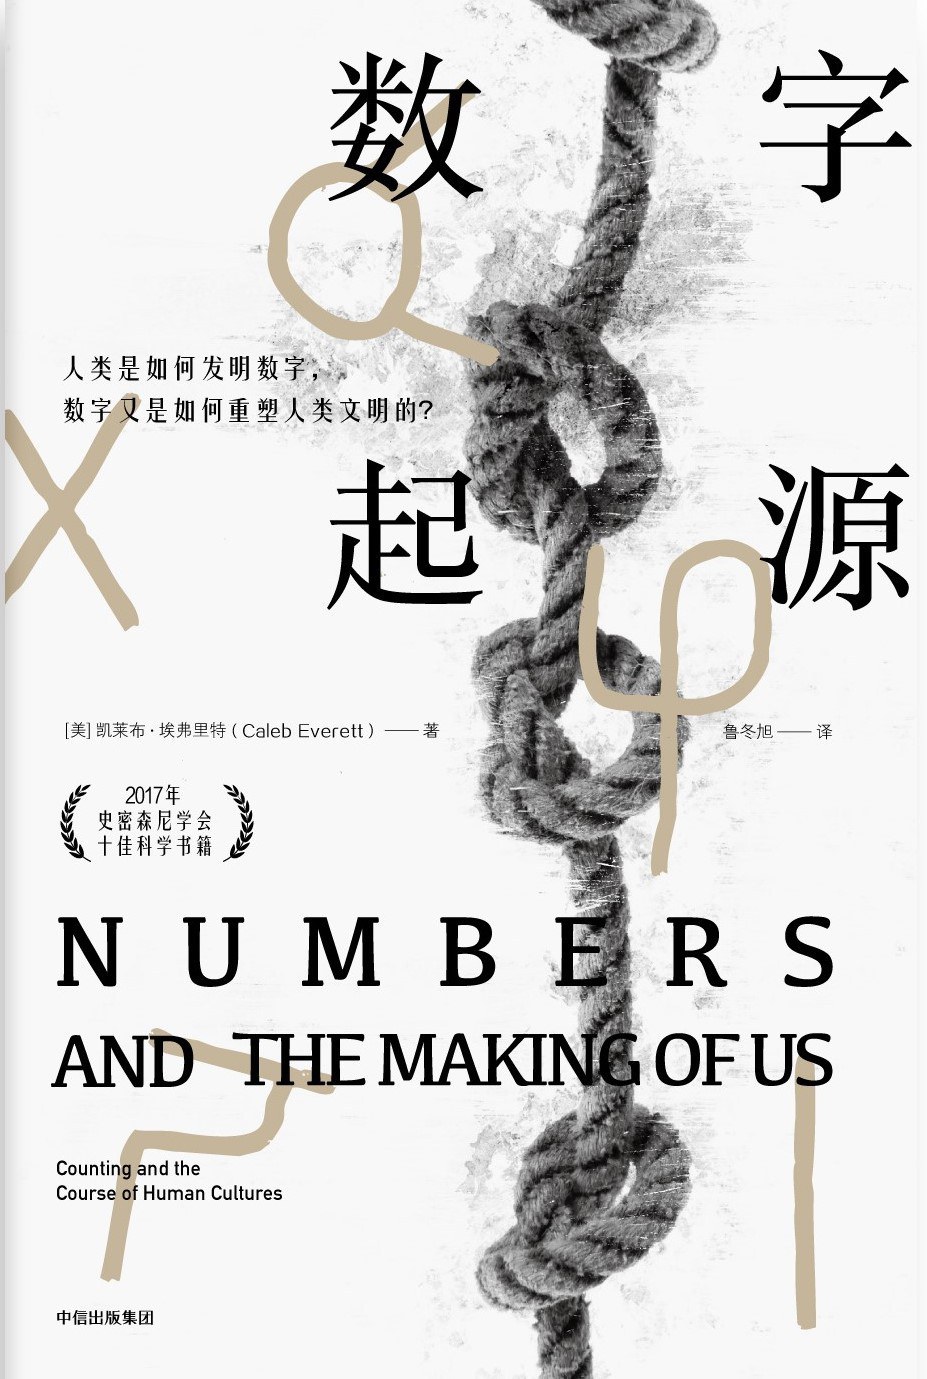 数字
人类是如何发明数字，
数字又是如何重塑人类文明的?
起源
[美] 凯莱布·埃弗里特 ( Caleb Everett ) —— 著
鲁冬旭 —— 译
2017年
史密森尼学会
十佳科学书籍
NUMBERS
AND THE MAKING OF US
Counting and the
Course of Human Cultures
中信出版集团